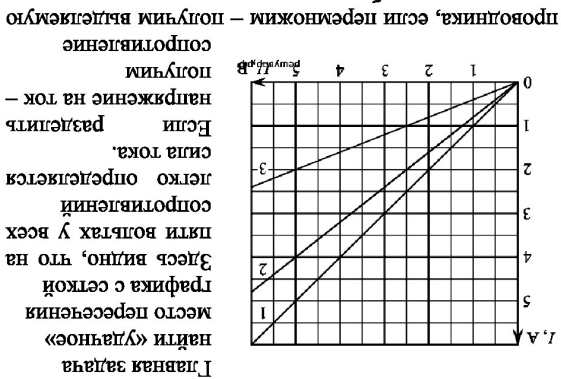 Главная задача
найти «удачное»
место пересечения
графика с сеткой
Здесь видно, что на
пяти вольтах у всех
сопротивлений
легко определяется
сила тока.
Если разделить
напряжение на ток –
получим
сопротивление
проводника, если перемножим – получим выделяемую
I, А
5
4
3
2
1
0
1 2 3 4 5 U, В
1
2
3